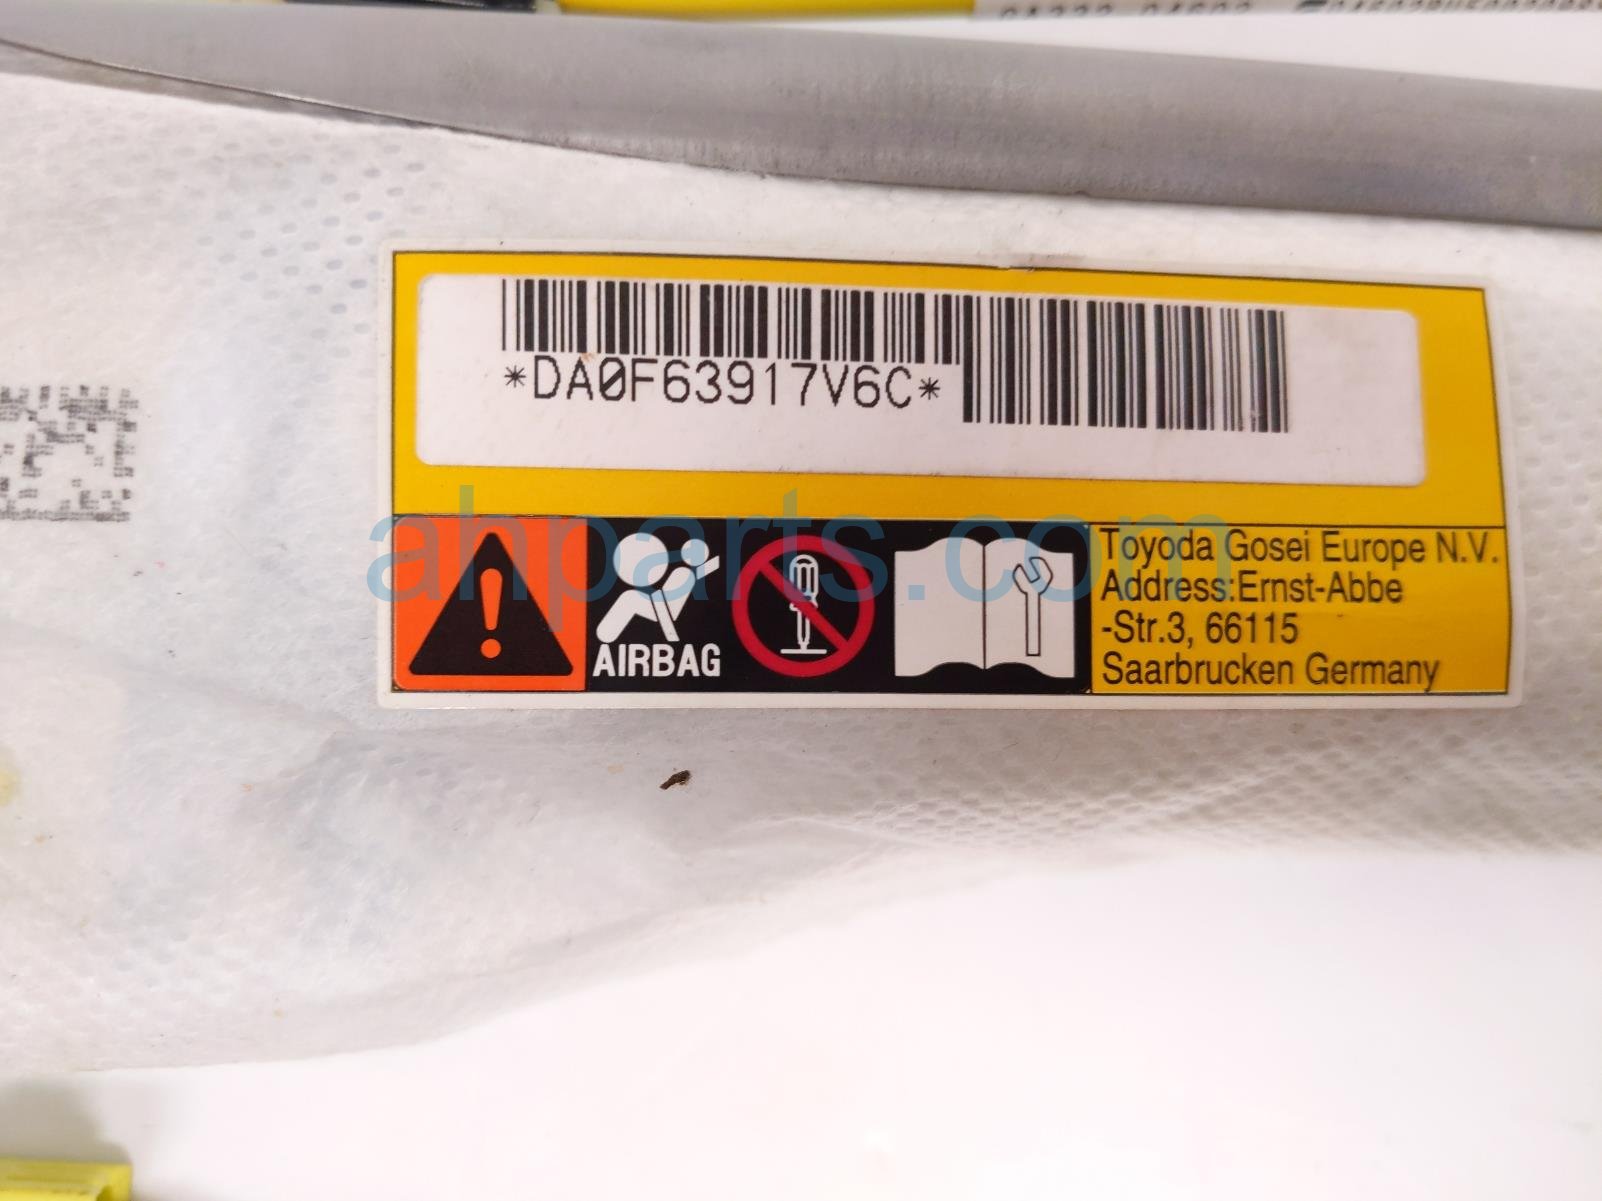 *DA0F63917V6C*
ahparts.com
AIRBAG
Toyoda Gosei Europe N.V.
Address:Ernst-Abbe
-Str.3, 66115
Saarbrucken Germany